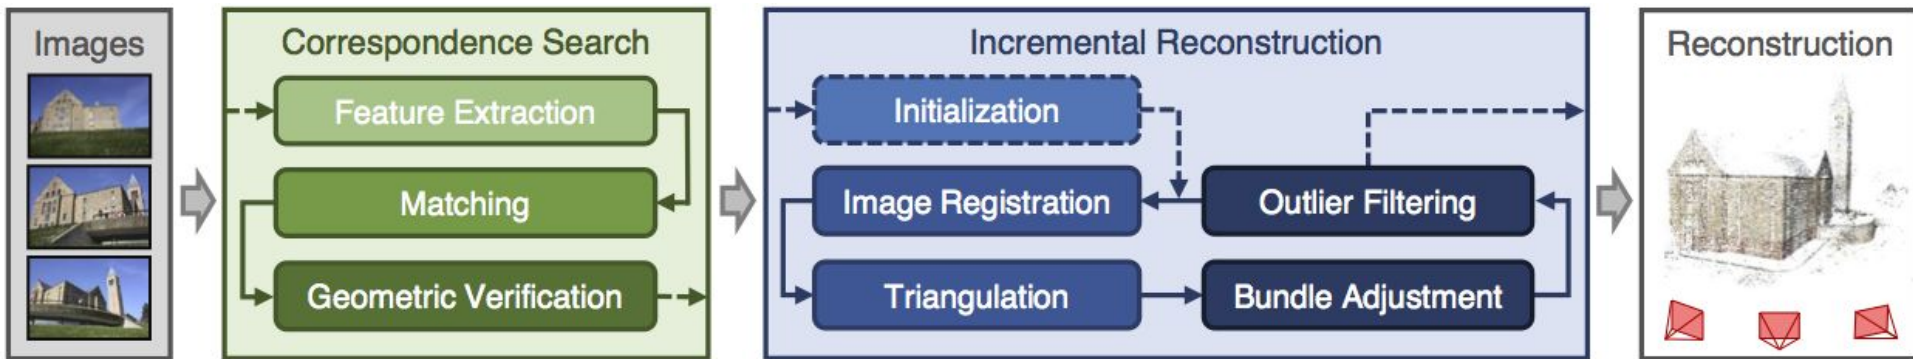 Images
Correspondence Search
Feature Extraction
Matching
Geometric Verification
Incremental Reconstruction
Initialization
Image Registration
Outlier Filtering
Triangulation
Bundle Adjustment
Reconstruction